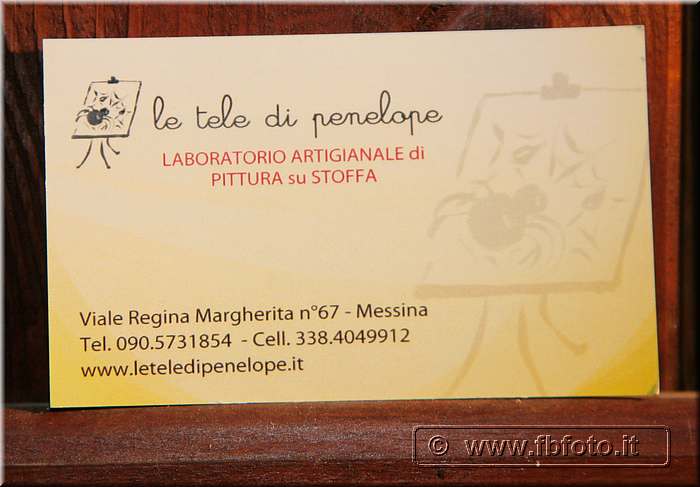 le tele di penelope
LABORATORIO ARTIGIANALE di
PITTURA su STOFFA
Viale Regina Margherita n°67 - Messina
Tel. 090.5731854 - Cell. 338.4049912
www.leteledipenelope.it
© www.fbfoto.it